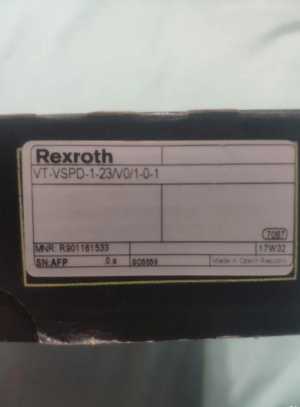 Rexroth
VT-VSPD-1-23/V0/1-0-1
7087
MNR: R901161533 17W32
SN:AFP 0.s Made in Czech Republic